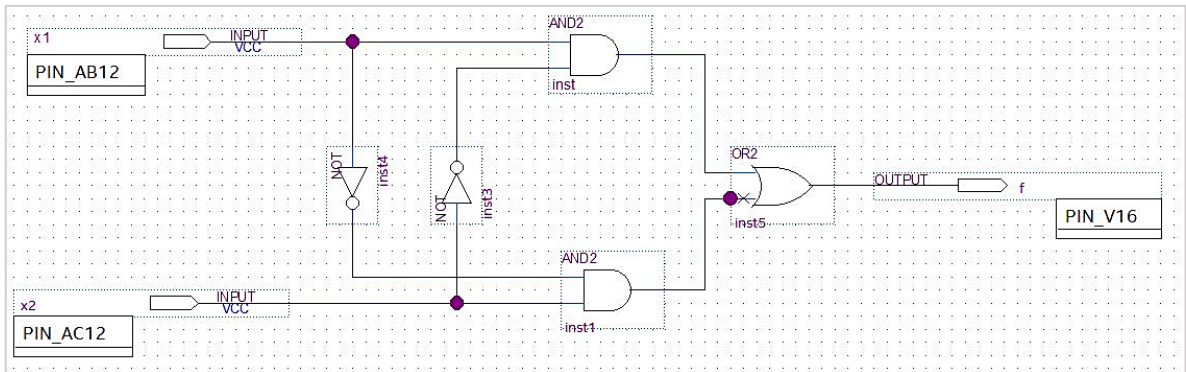 x1
INPUT
VCC
PIN_AB12
AND2
inst
NOT
inst4
NOT
inst3
OR2
inst5
OUTPUT
f
PIN_V16
AND2
inst1
x2
INPUT
VCC
PIN_AC12